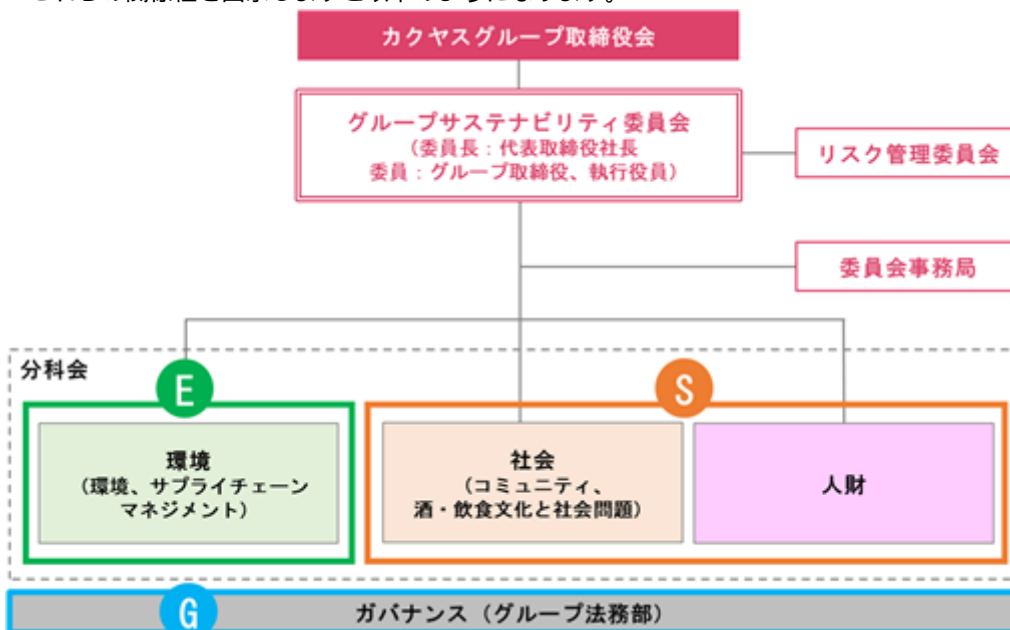 カクヤスグループ取締役会
グループサステナビリティ委員会
（委員長：代表取締役社長
委員：グループ取締役、執行役員）
リスク管理委員会
委員会事務局
分科会
E
S
環境
（環境、サプライチェーン
マネジメント）
社会
（コミュニティ、
酒・飲食文化と社会問題）
人財
G
ガバナンス（グループ法務部）